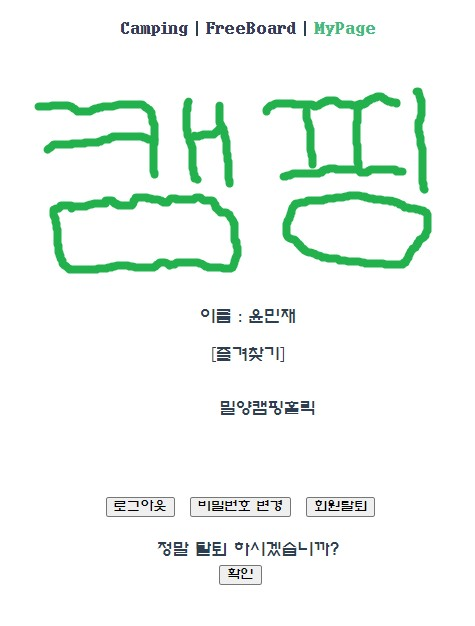 Camping | FreeBoard | MyPage
캠핑
이름 : 윤민재
[즐겨찾기]
밀양캠핑홀릭
로그아웃 비밀번호 변경 회원탈퇴
정말 탈퇴 하시겠습니까?
확인